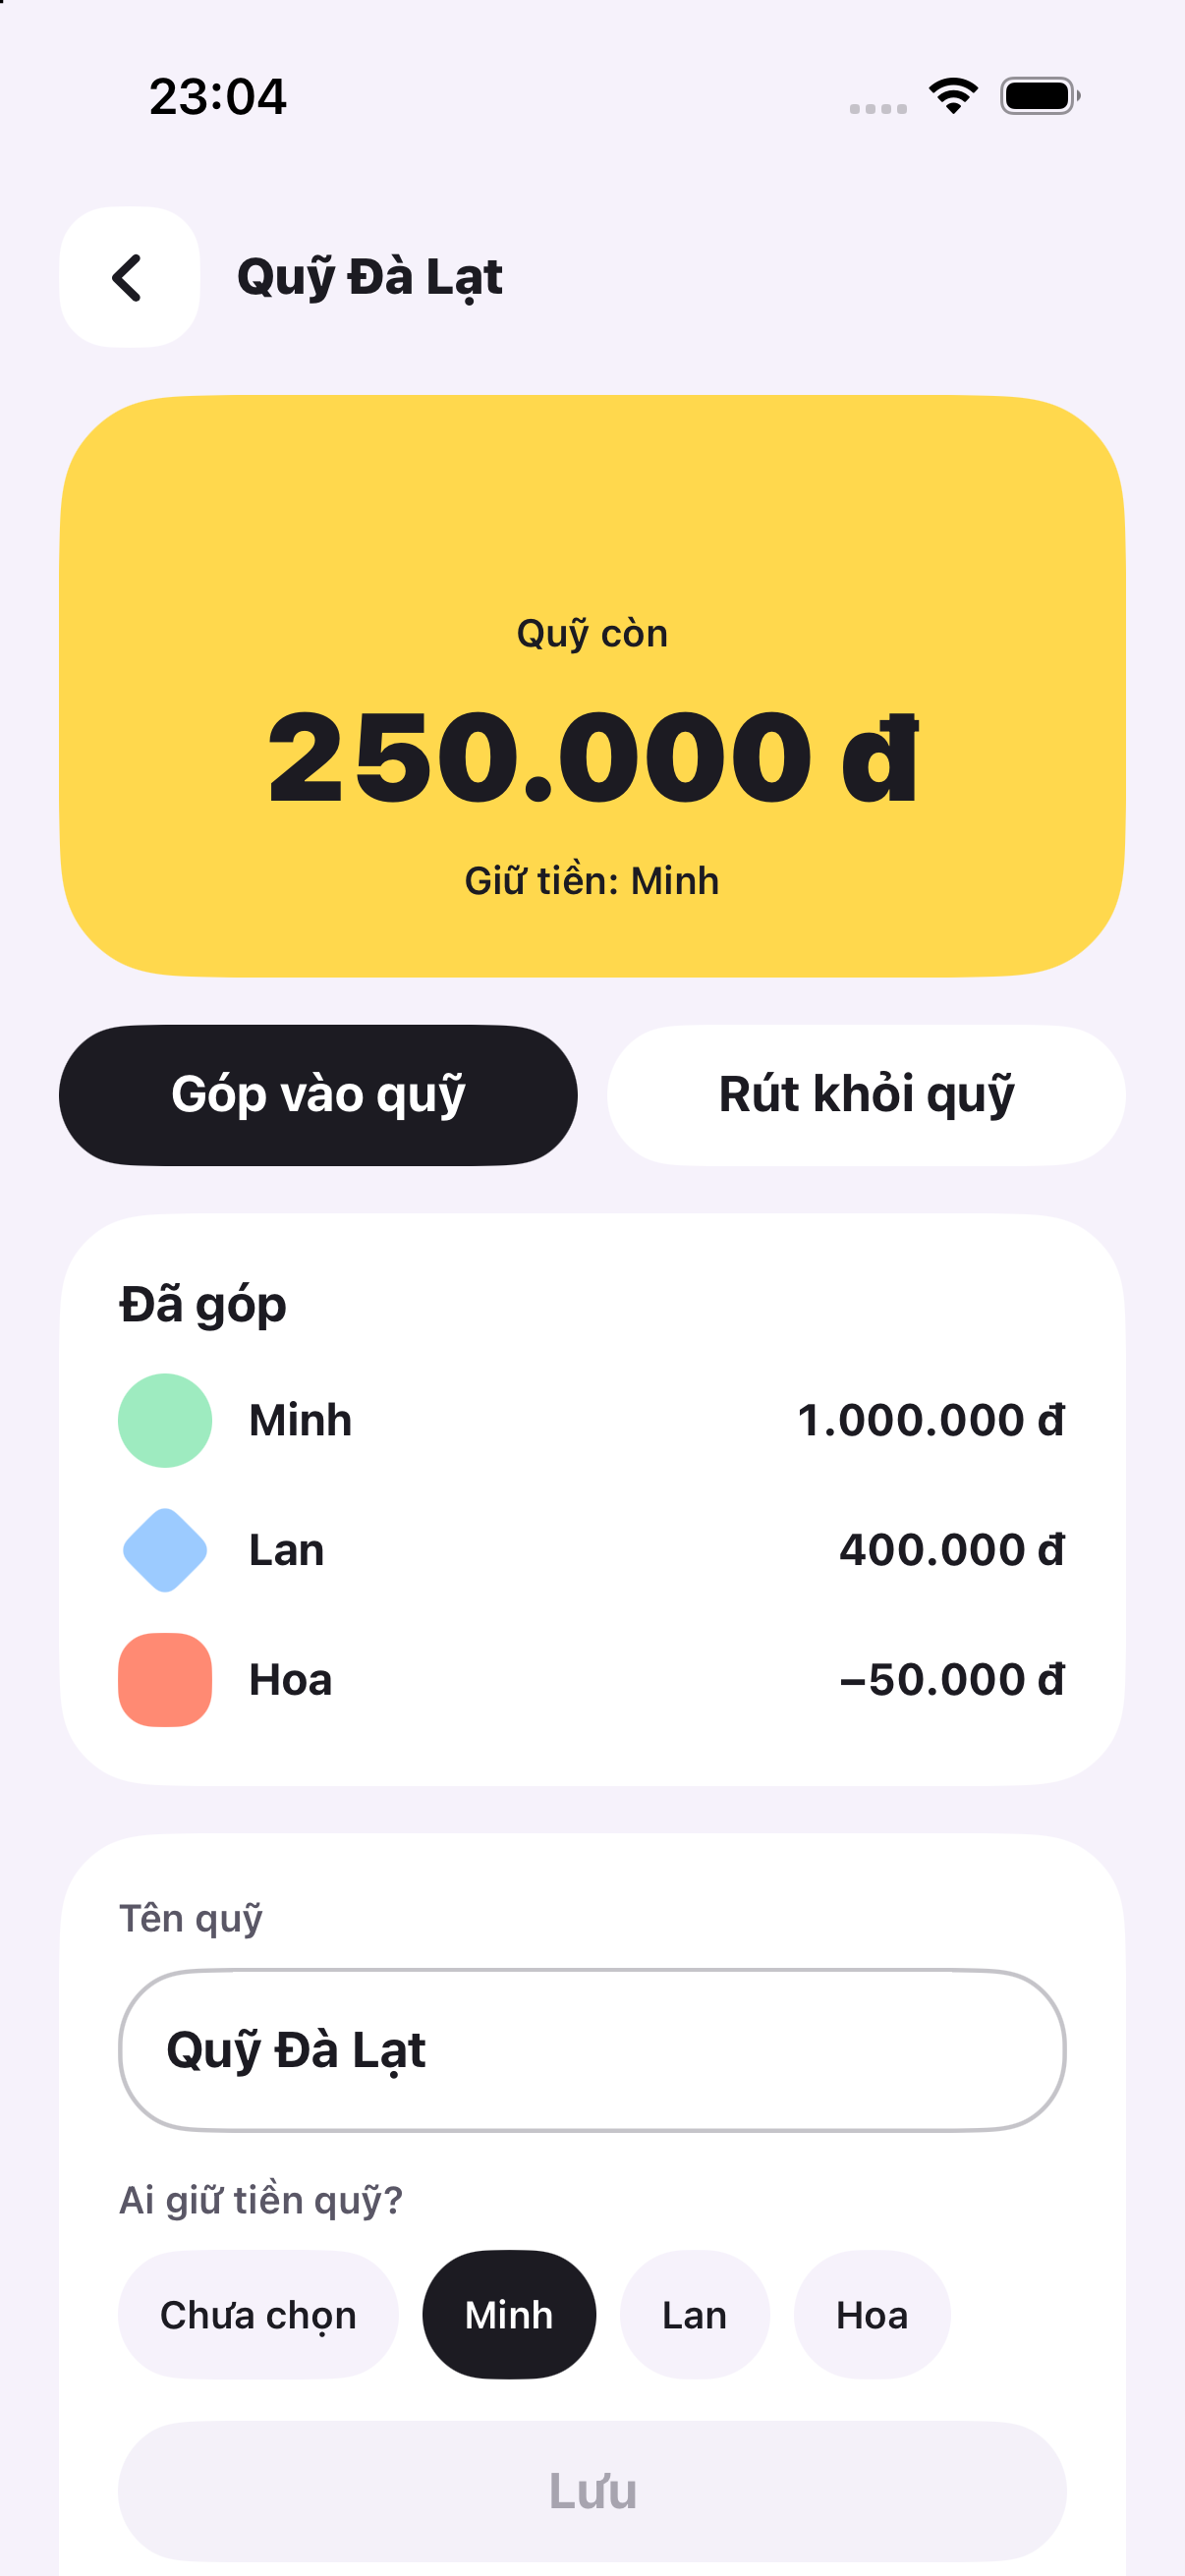 23:04
Quỹ Đà Lạt
Quỹ còn
250.000 đ
Giữ tiền: Minh
Góp vào quỹ
Rút khỏi quỹ
Đã góp
Minh 1.000.000 đ
Lan 400.000 đ
Hoa –50.000 đ
Tên quỹ
Quỹ Đà Lạt
Ai giữ tiền quỹ?
Chưa chọn Minh Lan Hoa
Lưu